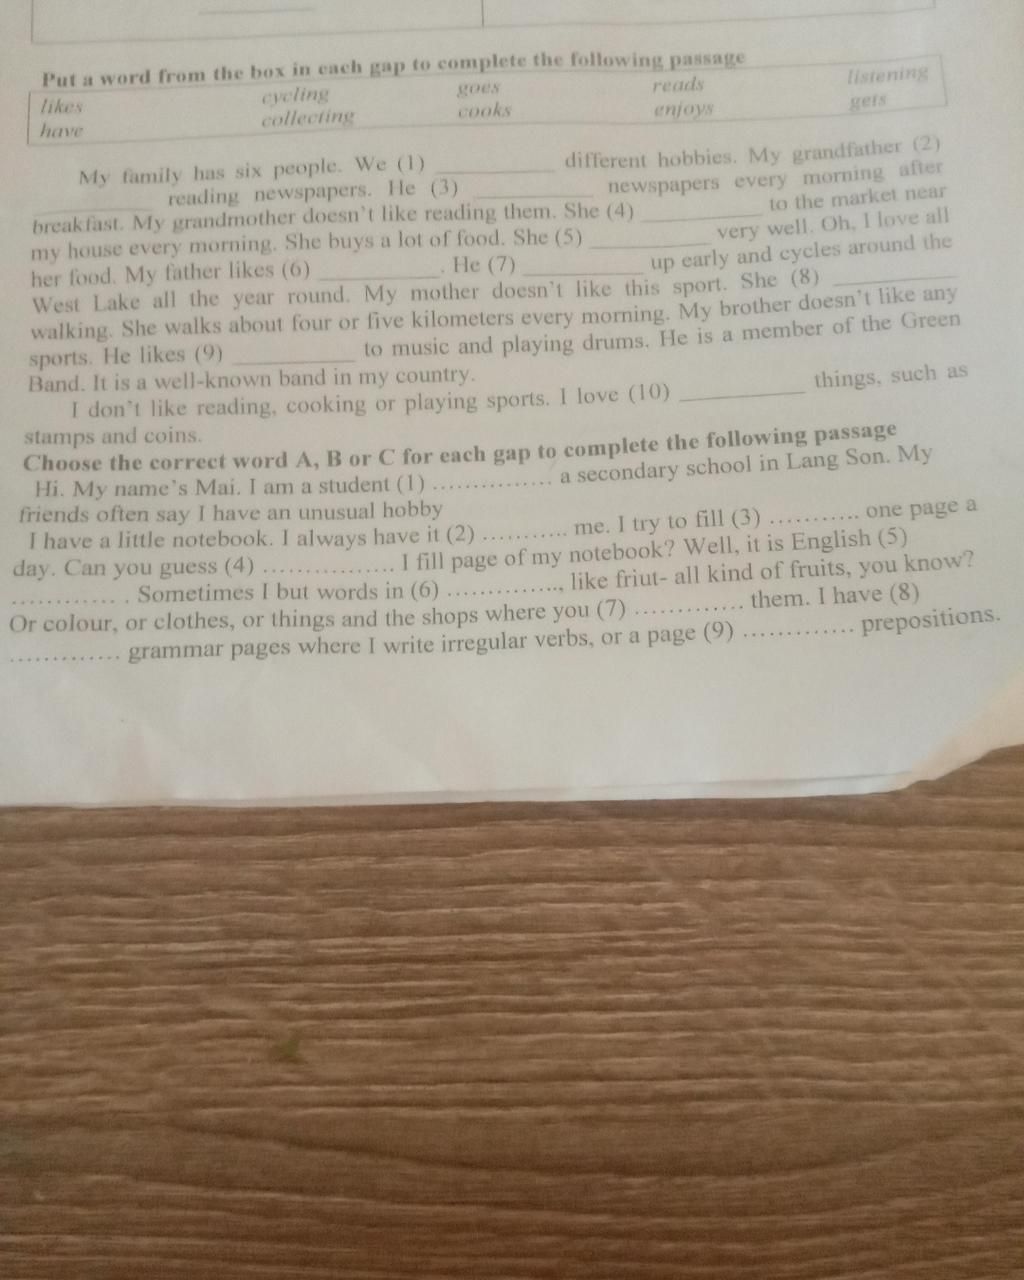 Put a word from the box in each gap to complete the following passage
likes cycling goes reads listening
have collecting cooks enjoys gets
My family has six people. We (1) ____________ different hobbies. My grandfather (2)
____________ reading newspapers. He (3) ____________ newspapers every morning after
breakfast. My grandmother doesn't like reading them. She (4) ____________ to the market near
my house every morning. She buys a lot of food. She (5) ____________ very well. Oh, I love all
her food. My father likes (6) ____________. He (7) ____________ up early and cycles around the
West Lake all the year round. My mother doesn't like this sport. She (8) ____________
walking. She walks about four or five kilometers every morning. My brother doesn't like any
sports. He likes (9) ____________ to music and playing drums. He is a member of the Green
Band. It is a well-known band in my country.
I don't like reading, cooking or playing sports. I love (10) ____________ things, such as
stamps and coins.
Choose the correct word A, B or C for each gap to complete the following passage
Hi. My name's Mai. I am a student (1) .............. a secondary school in Lang Son. My
friends often say I have an unusual hobby
I have a little notebook. I always have it (2) .......... me. I try to fill (3) ........... one page a
day. Can you guess (4) ............... I fill page of my notebook? Well, it is English (5)
............ . Sometimes I but words in (6) ............., like friut- all kind of fruits, you know?
Or colour, or clothes, or things and the shops where you (7) ............. them. I have (8)
............. grammar pages where I write irregular verbs, or a page (9) ............. prepositions.